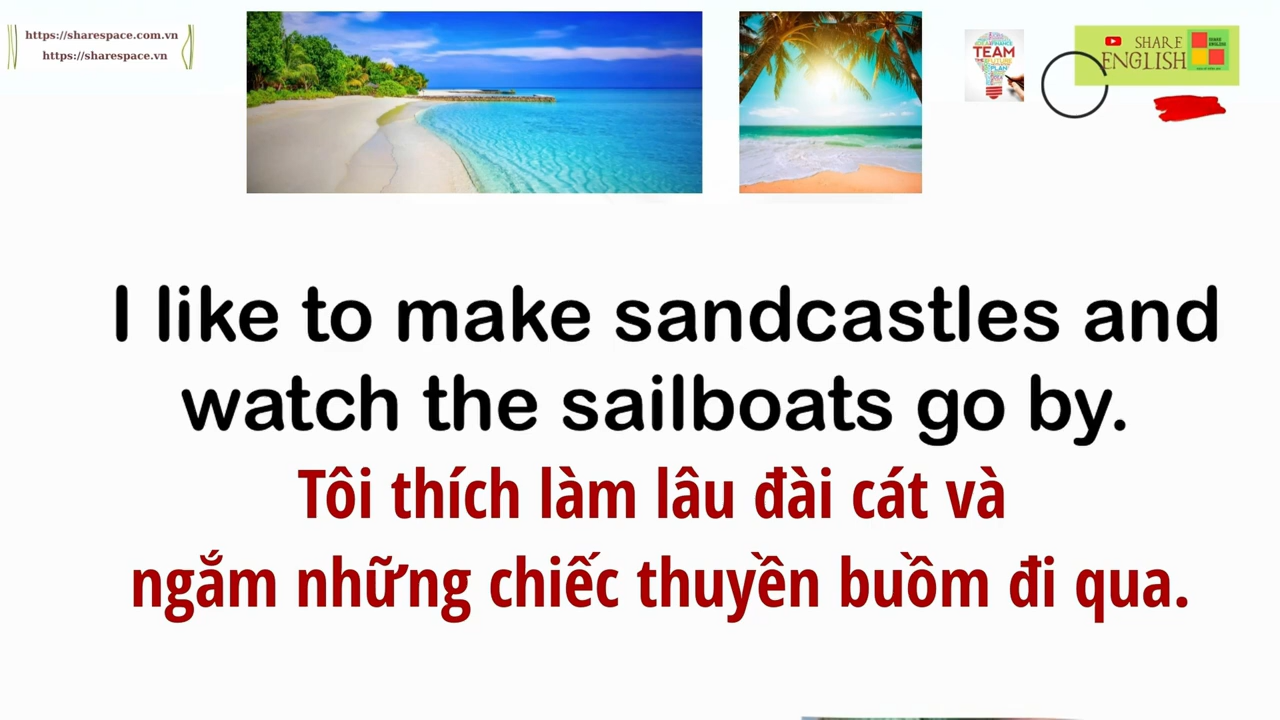 https://sharespace.com.vn
https://sharespace.vn
TEAM
SHARE
ENGLISH
I like to make sandcastles and
watch the sailboats go by.
Tôi thích làm lâu đài cát và
ngắm những chiếc thuyền buồm đi qua.